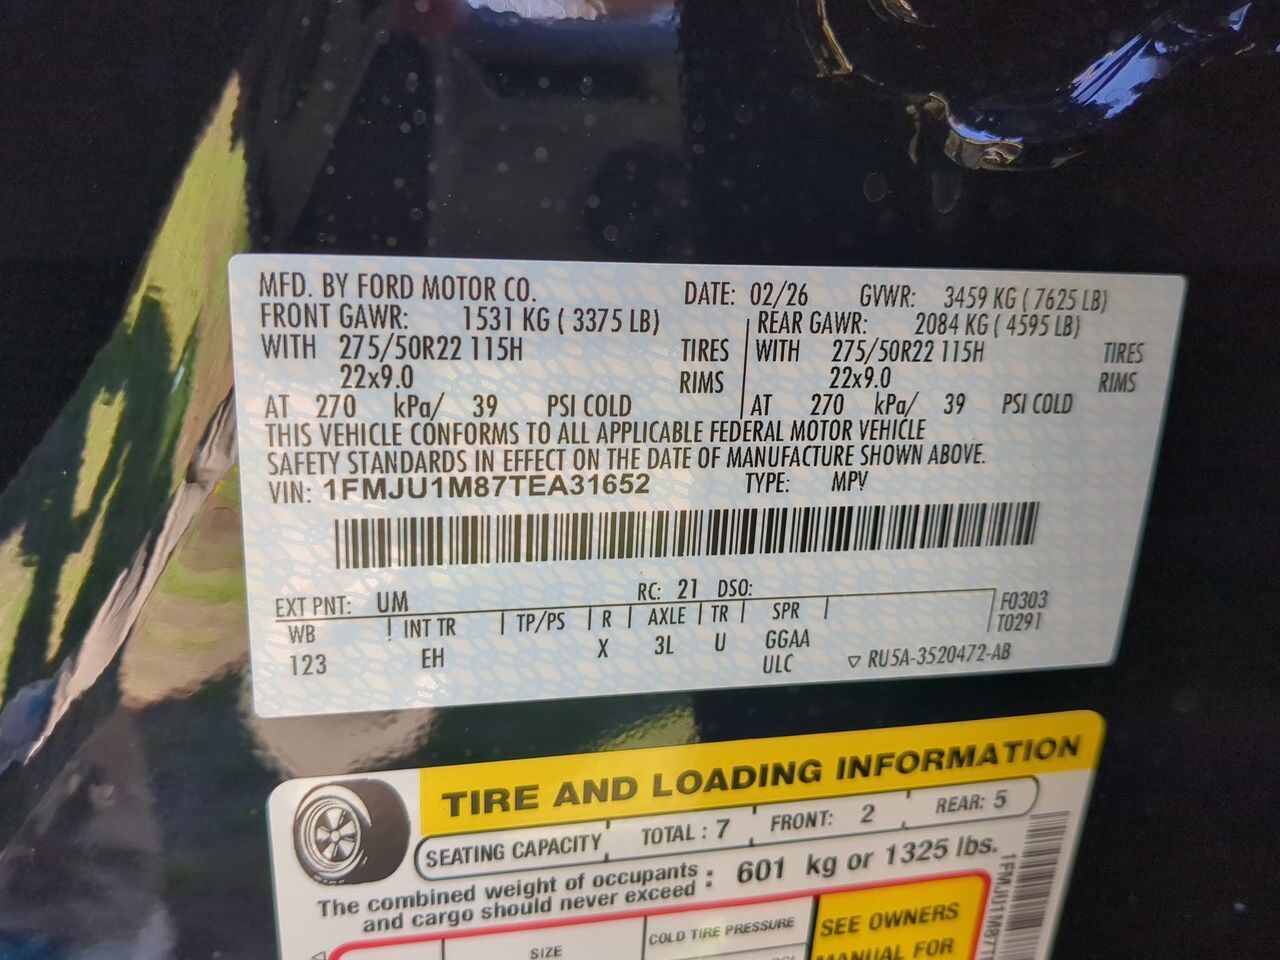 MFD. BY FORD MOTOR CO. DATE: 02/26 GVWR: 3459 KG ( 7625 LB)
FRONT GAWR: 1531 KG ( 3375 LB) REAR GAWR: 2084 KG ( 4595 LB)
WITH 275/50R22 115H TIRES WITH 275/50R22 115H TIRES
22x9.0 RIMS 22x9.0 RIMS
AT 270 kPa/ 39 PSI COLD AT 270 kPa/ 39 PSI COLD
THIS VEHICLE CONFORMS TO ALL APPLICABLE FEDERAL MOTOR VEHICLE
SAFETY STANDARDS IN EFFECT ON THE DATE OF MANUFACTURE SHOWN ABOVE.
VIN: 1FMJU1M87TEA31652 TYPE: MPV
EXT PNT: UM RC: 21 DSO:
WB INT TR TP/PS R AXLE TR SPR F0303
T0291
123 EH X 3L U GGAA
ULC ▽ RU5A-3520472-AB
TIRE AND LOADING INFORMATION
SEATING CAPACITY TOTAL : 7 FRONT: 2 REAR: 5
The combined weight of occupants
and cargo should never exceed : 601 kg or 1325 lbs.
SIZE COLD TIRE PRESSURE SEE OWNERS
MANUAL FOR
1FMJU1M87T